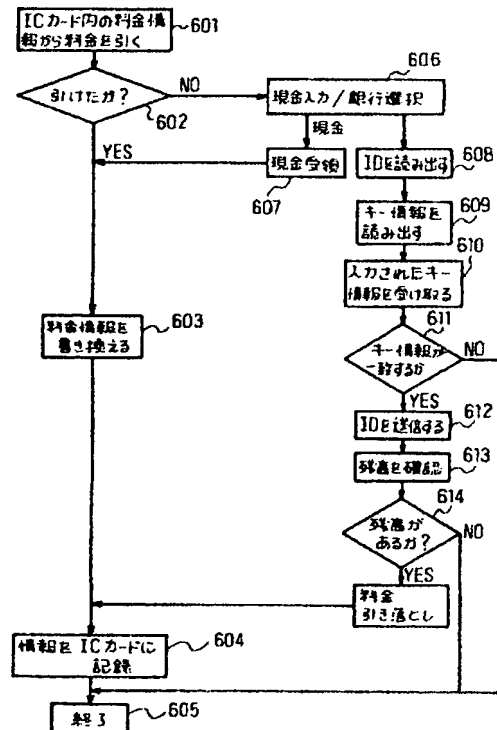 ICカード内の料金情
報から料金を引く
601
引けたか?
602
NO
YES
606
現金入力/銀行選択
現金
現金受領
607
608
IDを読み出す
609
キー情報を
読み出す
610
入力されたキー
情報を受け取る
611
キー情報が
一致するか
NO
YES
612
IDを送信する
613
残高を確認
614
残高が
あるか?
NO
YES
料金
引き落とし
料金情報を
書き換える
603
情報をICカードに
記録
604
終了
605